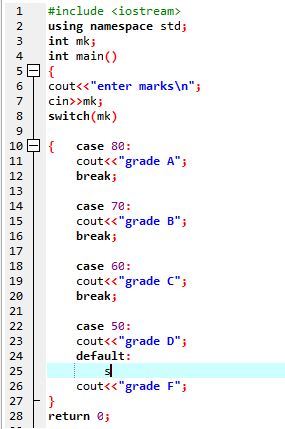 1 #include <iostream>
2 using namespace std;
3 int mk;
4 int main()
5 {
6 cout<<"enter marks\n";
7 cin>>mk;
8 switch(mk)
9
10 { case 80:
11 cout<<"grade A";
12 break;
13
14 case 70:
15 cout<<"grade B";
16 break;
17
18 case 60:
19 cout<<"grade C";
20 break;
21
22 case 50:
23 cout<<"grade D";
24 default:
25 s
26 cout<<"grade F";
27 }
28 return 0;